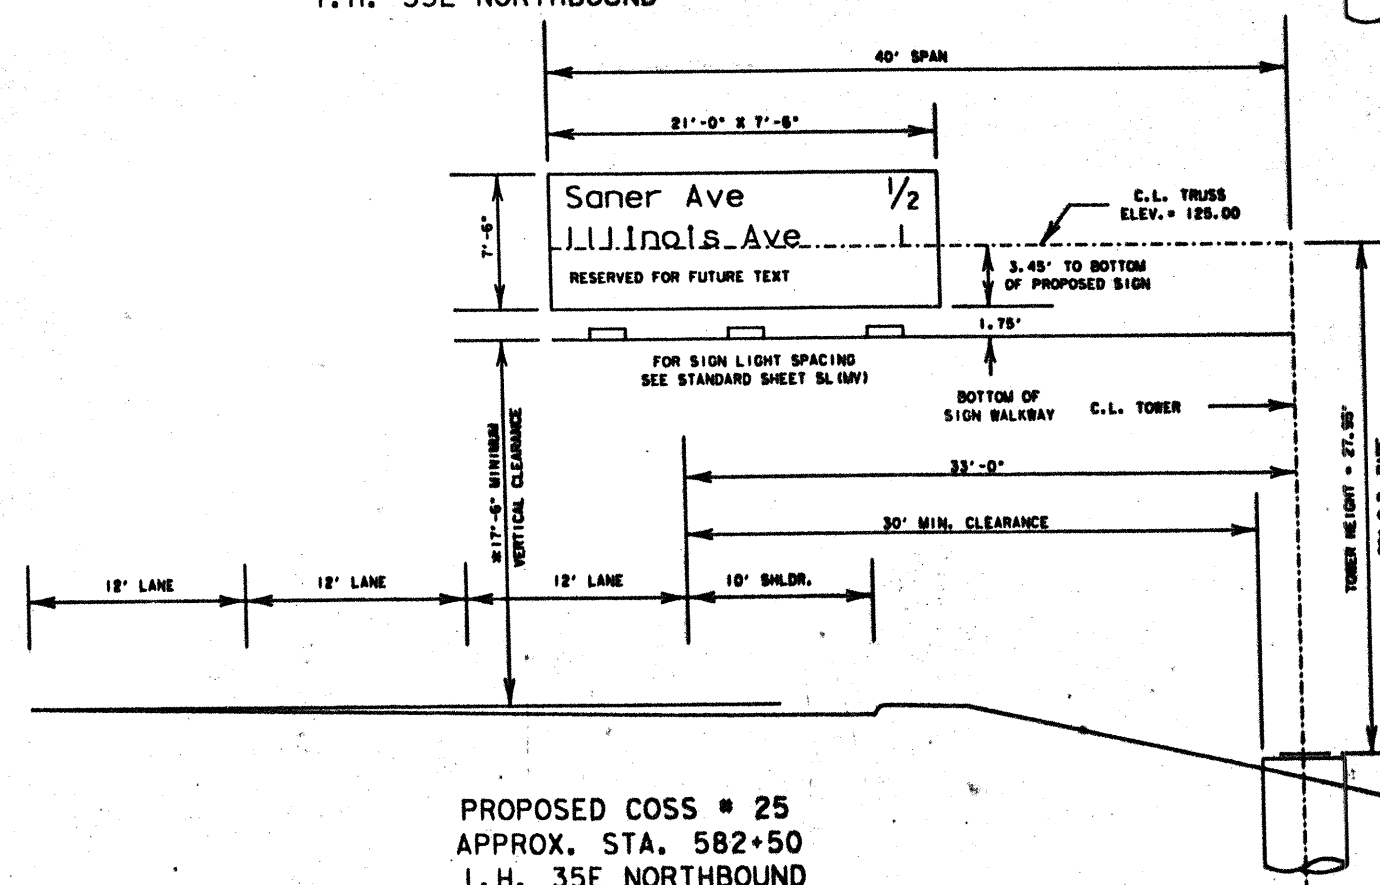 I.H. 35E NORTHBOUND
40' SPAN
21'-0" X 7'-6"
7'-6"
Saner Ave 1/2
Illinois Ave 1
RESERVED FOR FUTURE TEXT
C.L. TRUSS
ELEV.= 125.00
3.45' TO BOTTOM
OF PROPOSED SIGN
1.75'
FOR SIGN LIGHT SPACING
SEE STANDARD SHEET SL(MV)
BOTTOM OF
SIGN WALKWAY
C.L. TOWER
*17'-6" MINIMUM
VERTICAL CLEARANCE
33'-0"
30' MIN. CLEARANCE
TOWER HEIGHT = 27.95'
12' LANE
12' LANE
12' LANE
10' SHLDR.
PROPOSED COSS # 25
APPROX. STA. 582+50
I.H. 35E NORTHBOUND